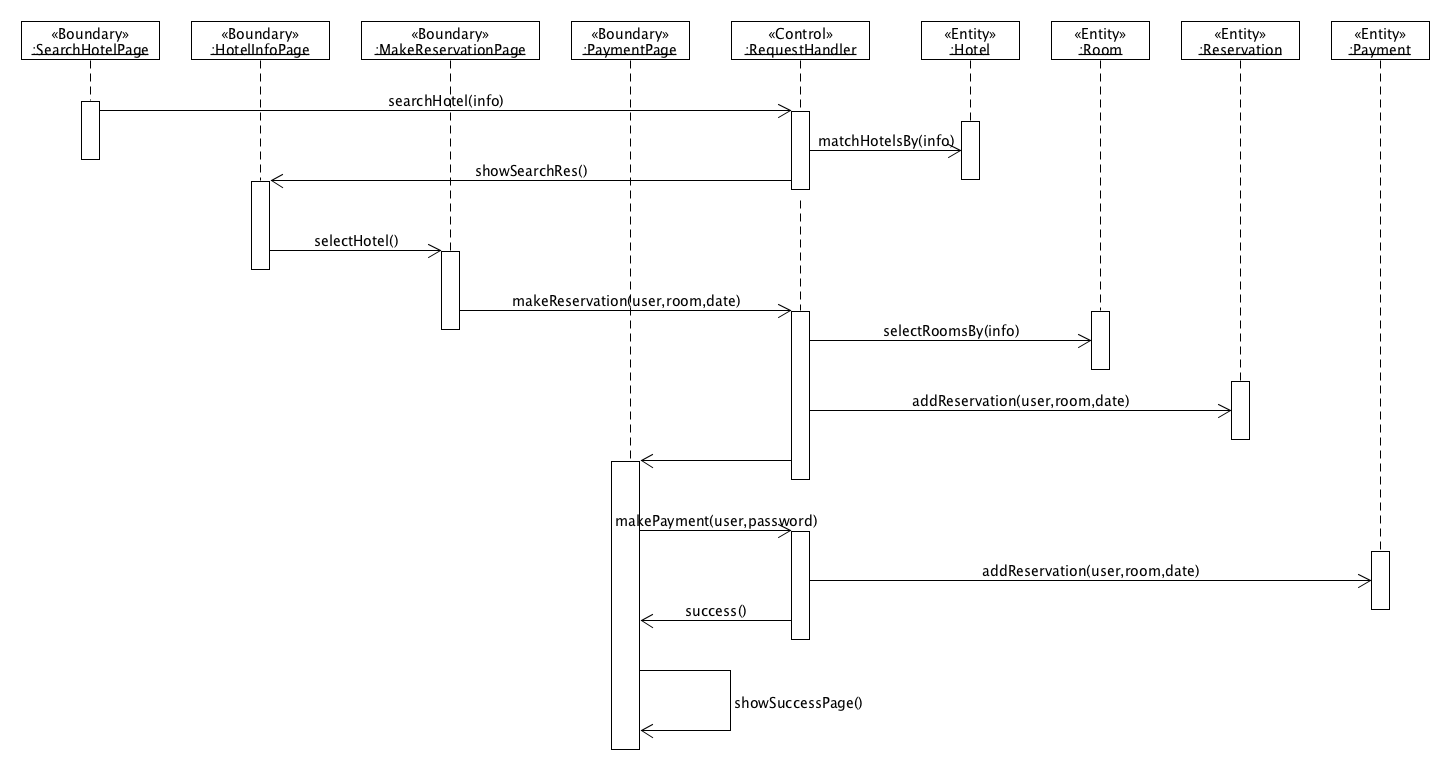 «Boundary»
:SearchHotelPage
«Boundary»
:HotelInfoPage
«Boundary»
:MakeReservationPage
«Boundary»
:PaymentPage
«Control»
:RequestHandler
«Entity»
:Hotel
«Entity»
:Room
«Entity»
:Reservation
«Entity»
:Payment
searchHotel(info)
matchHotelsBy(info)
showSearchRes()
selectHotel()
makeReservation(user,room,date)
selectRoomsBy(info)
addReservation(user,room,date)
makePayment(user,password)
addReservation(user,room,date)
success()
showSuccessPage()